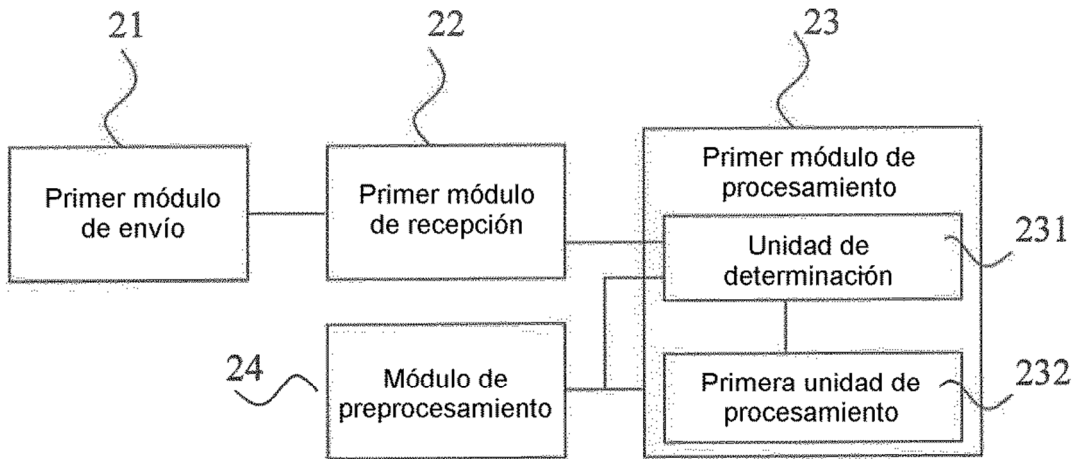 21
22
23
Primer módulo
de envío
Primer módulo
de recepción
Primer módulo de
procesamiento
Unidad de
determinación
231
24
Módulo de
preprocesamiento
Primera unidad de
procesamiento
232